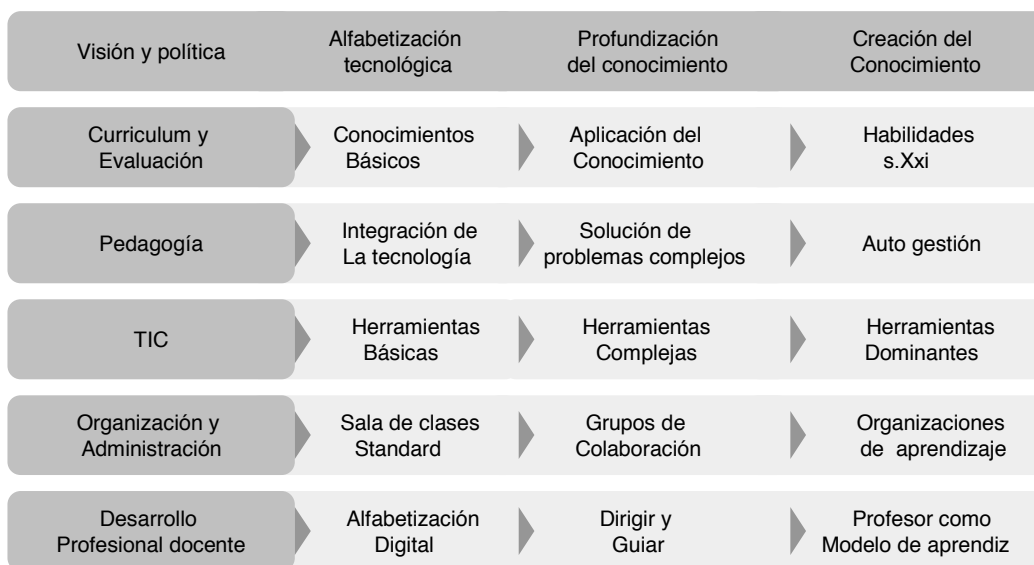 Visión y política
Alfabetización
tecnológica
Profundización
del conocimiento
Creación del
Conocimiento
Curriculum y
Evaluación
Conocimientos
Básicos
Aplicación del
Conocimiento
Habilidades
s.Xxi
Pedagogía
Integración de
La tecnología
Solución de
problemas complejos
Auto gestión
TIC
Herramientas
Básicas
Herramientas
Complejas
Herramientas
Dominantes
Organización y
Administración
Sala de clases
Standard
Grupos de
Colaboración
Organizaciones
de aprendizaje
Desarrollo
Profesional docente
Alfabetización
Digital
Dirigir y
Guiar
Profesor como
Modelo de aprendiz